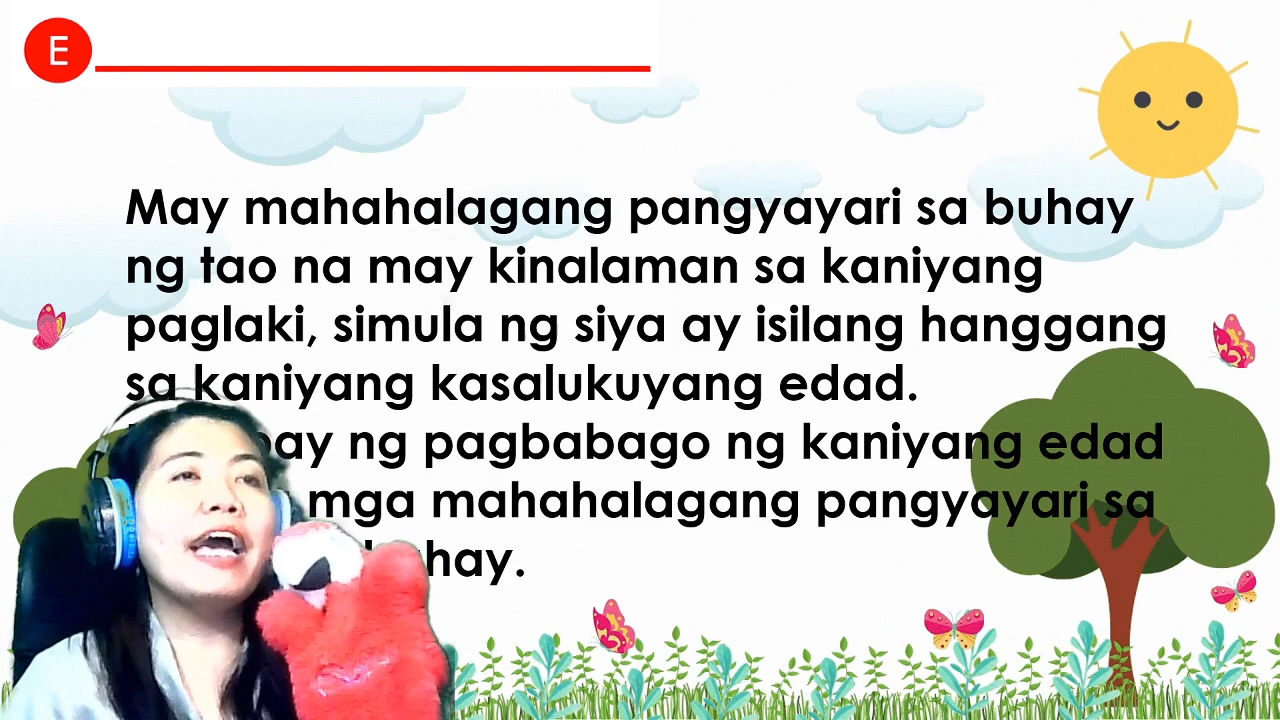 E
May mahahalagang pangyayari sa buhay
ng tao na may kinalaman sa kaniyang
paglaki, simula ng siya ay isilang hanggang
sa kaniyang kasalukuyang edad.
ng pagbabago ng kaniyang edad
mga mahahalagang pangyayari sa